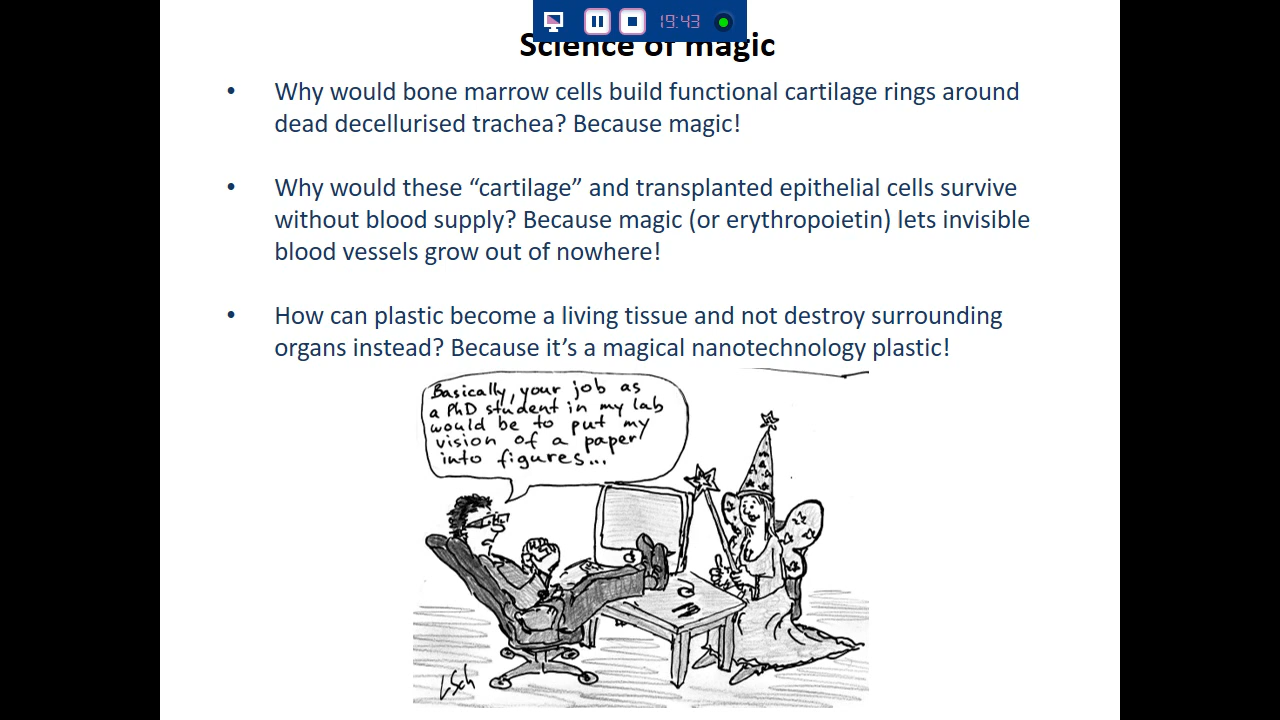 19:43
Science of magic
• Why would bone marrow cells build functional cartilage rings around
dead decellurised trachea? Because magic!
• Why would these “cartilage” and transplanted epithelial cells survive
without blood supply? Because magic (or erythropoietin) lets invisible
blood vessels grow out of nowhere!
• How can plastic become a living tissue and not destroy surrounding
organs instead? Because it’s a magical nanotechnology plastic!
Basically, your job as
a PhD student in my lab
would be to put my
vision of a paper
into figures...